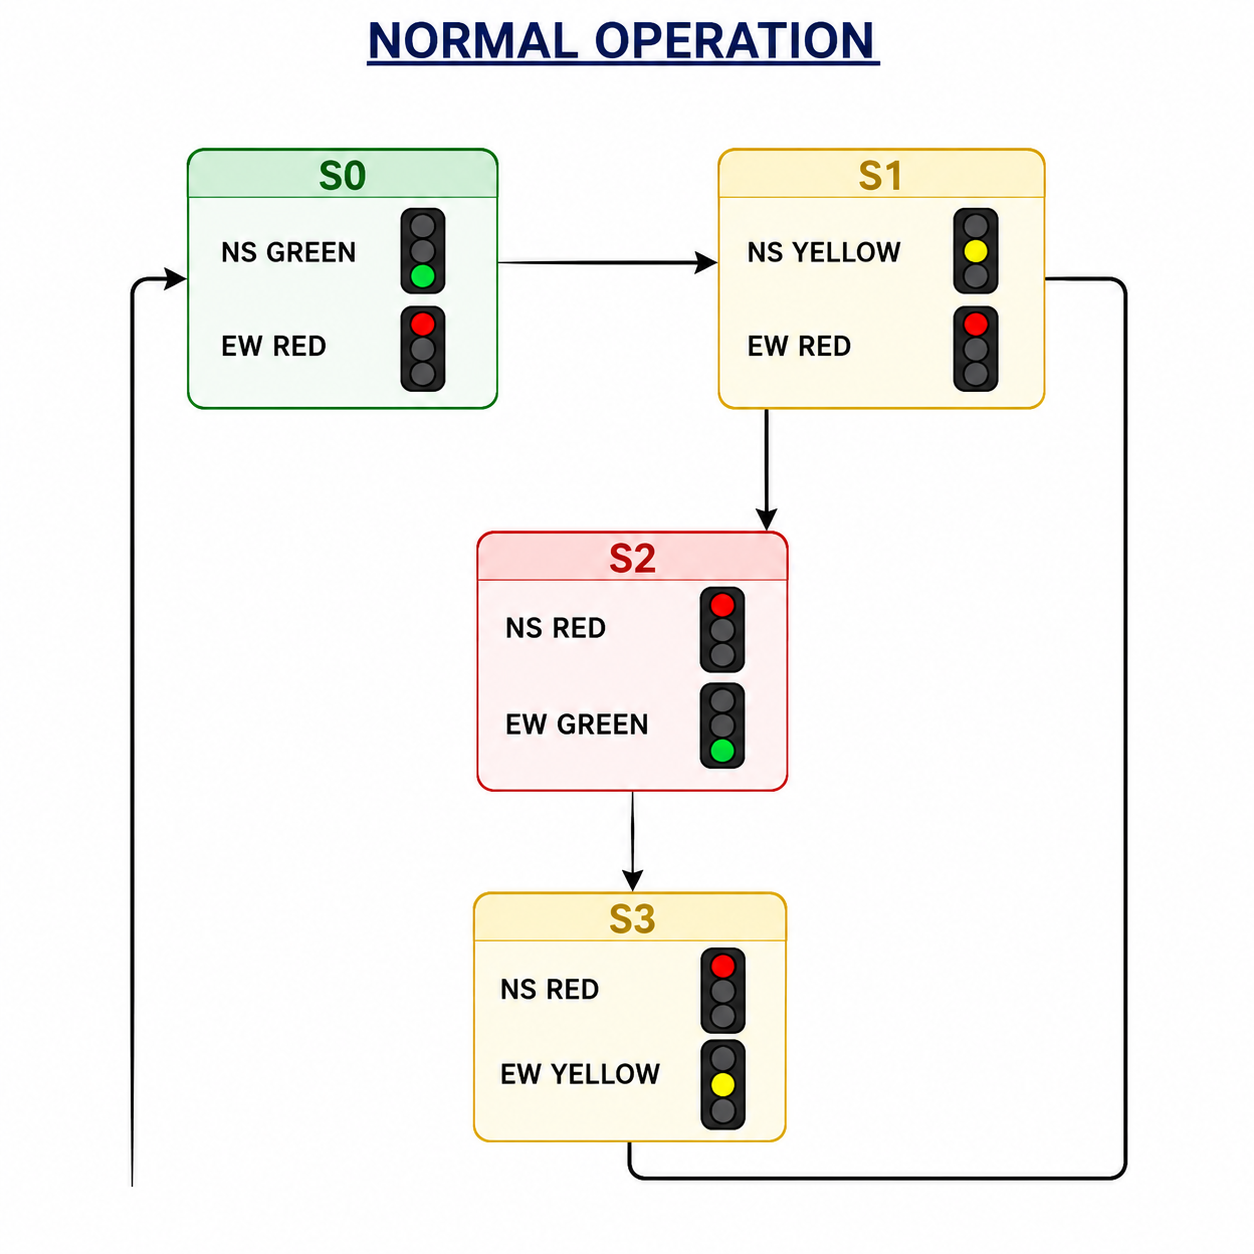 NORMAL OPERATION
S0
NS GREEN
EW RED
S1
NS YELLOW
EW RED
S2
NS RED
EW GREEN
S3
NS RED
EW YELLOW